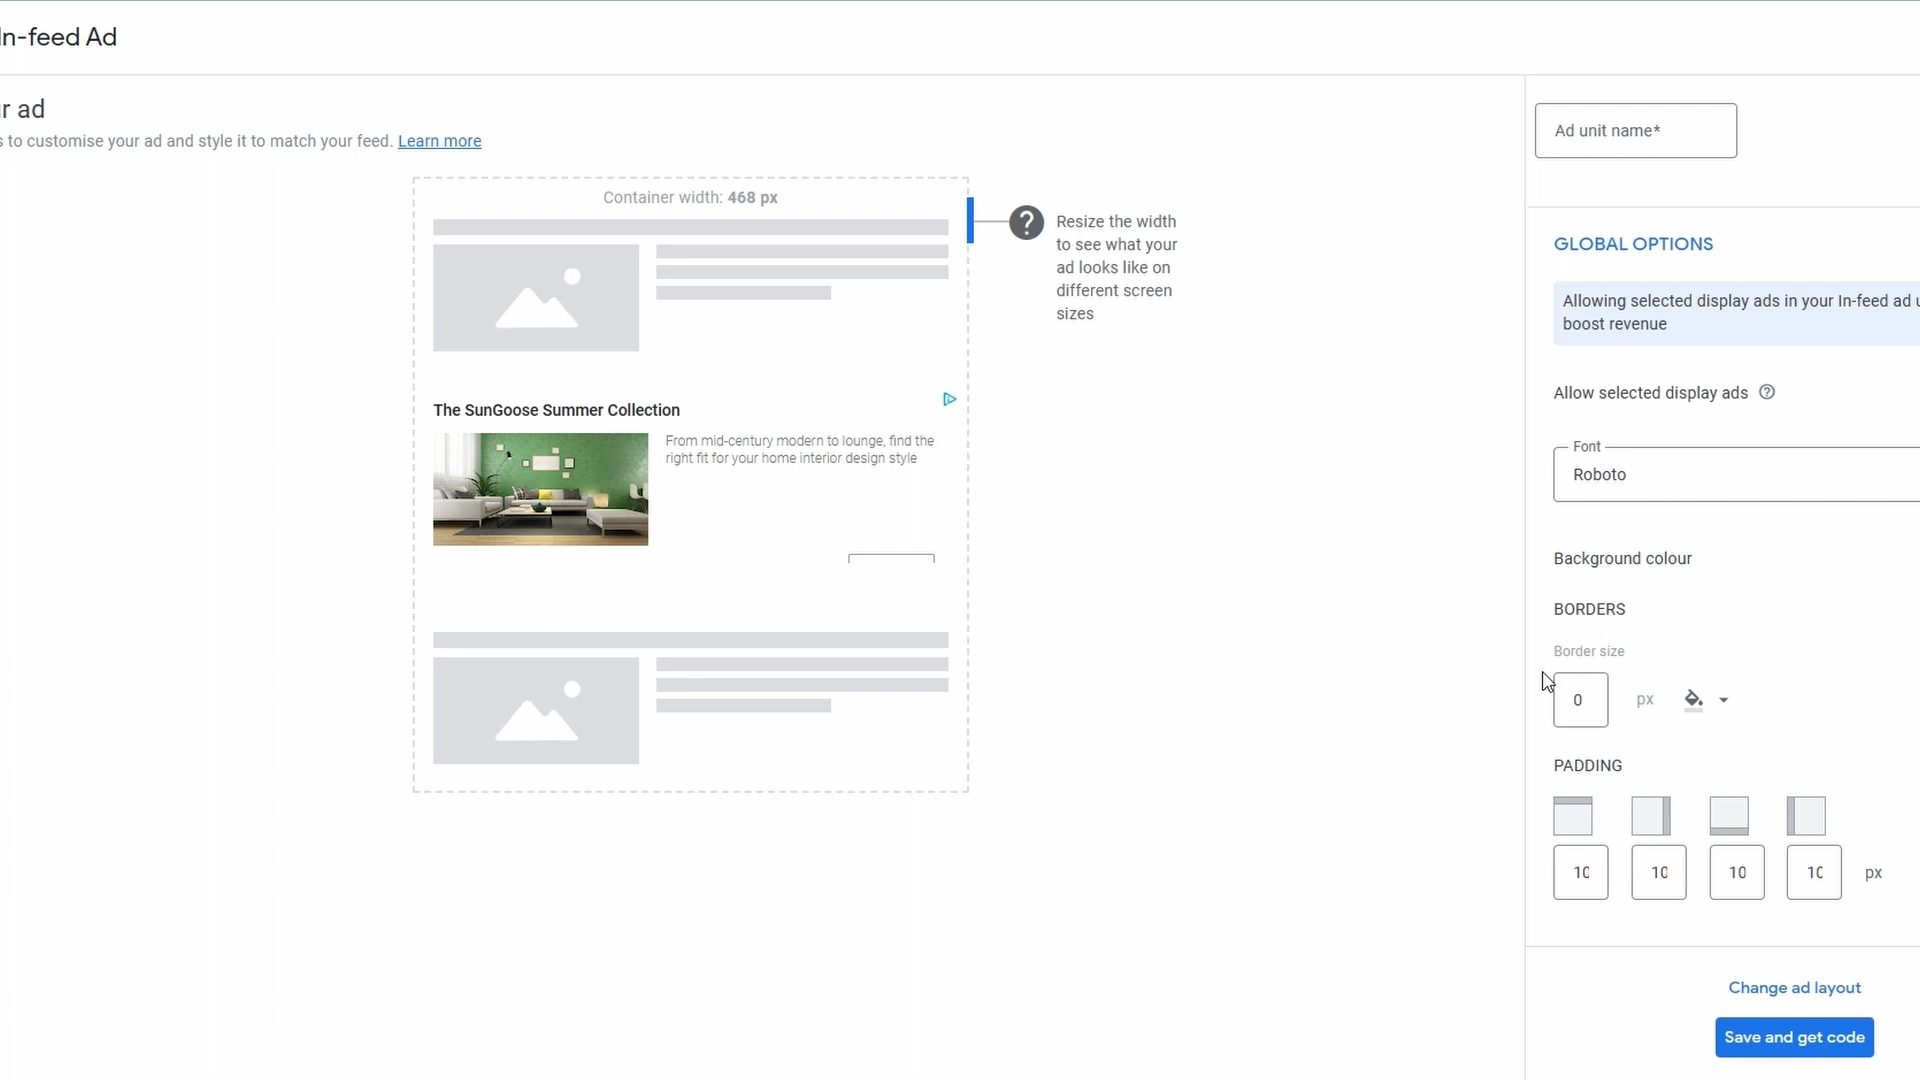 In-feed Ad
ur ad
s to customise your ad and style it to match your feed. Learn more
Container width: 468 px
Resize the width
to see what your
ad looks like on
different screen
sizes
The SunGoose Summer Collection
From mid-century modern to lounge, find the
right fit for your home interior design style
Ad unit name*
GLOBAL OPTIONS
Allowing selected display ads in your In-feed ad u
boost revenue
Allow selected display ads
Font
Roboto
Background colour
BORDERS
Border size
0 px
PADDING
10 10 10 10 px
Change ad layout
Save and get code